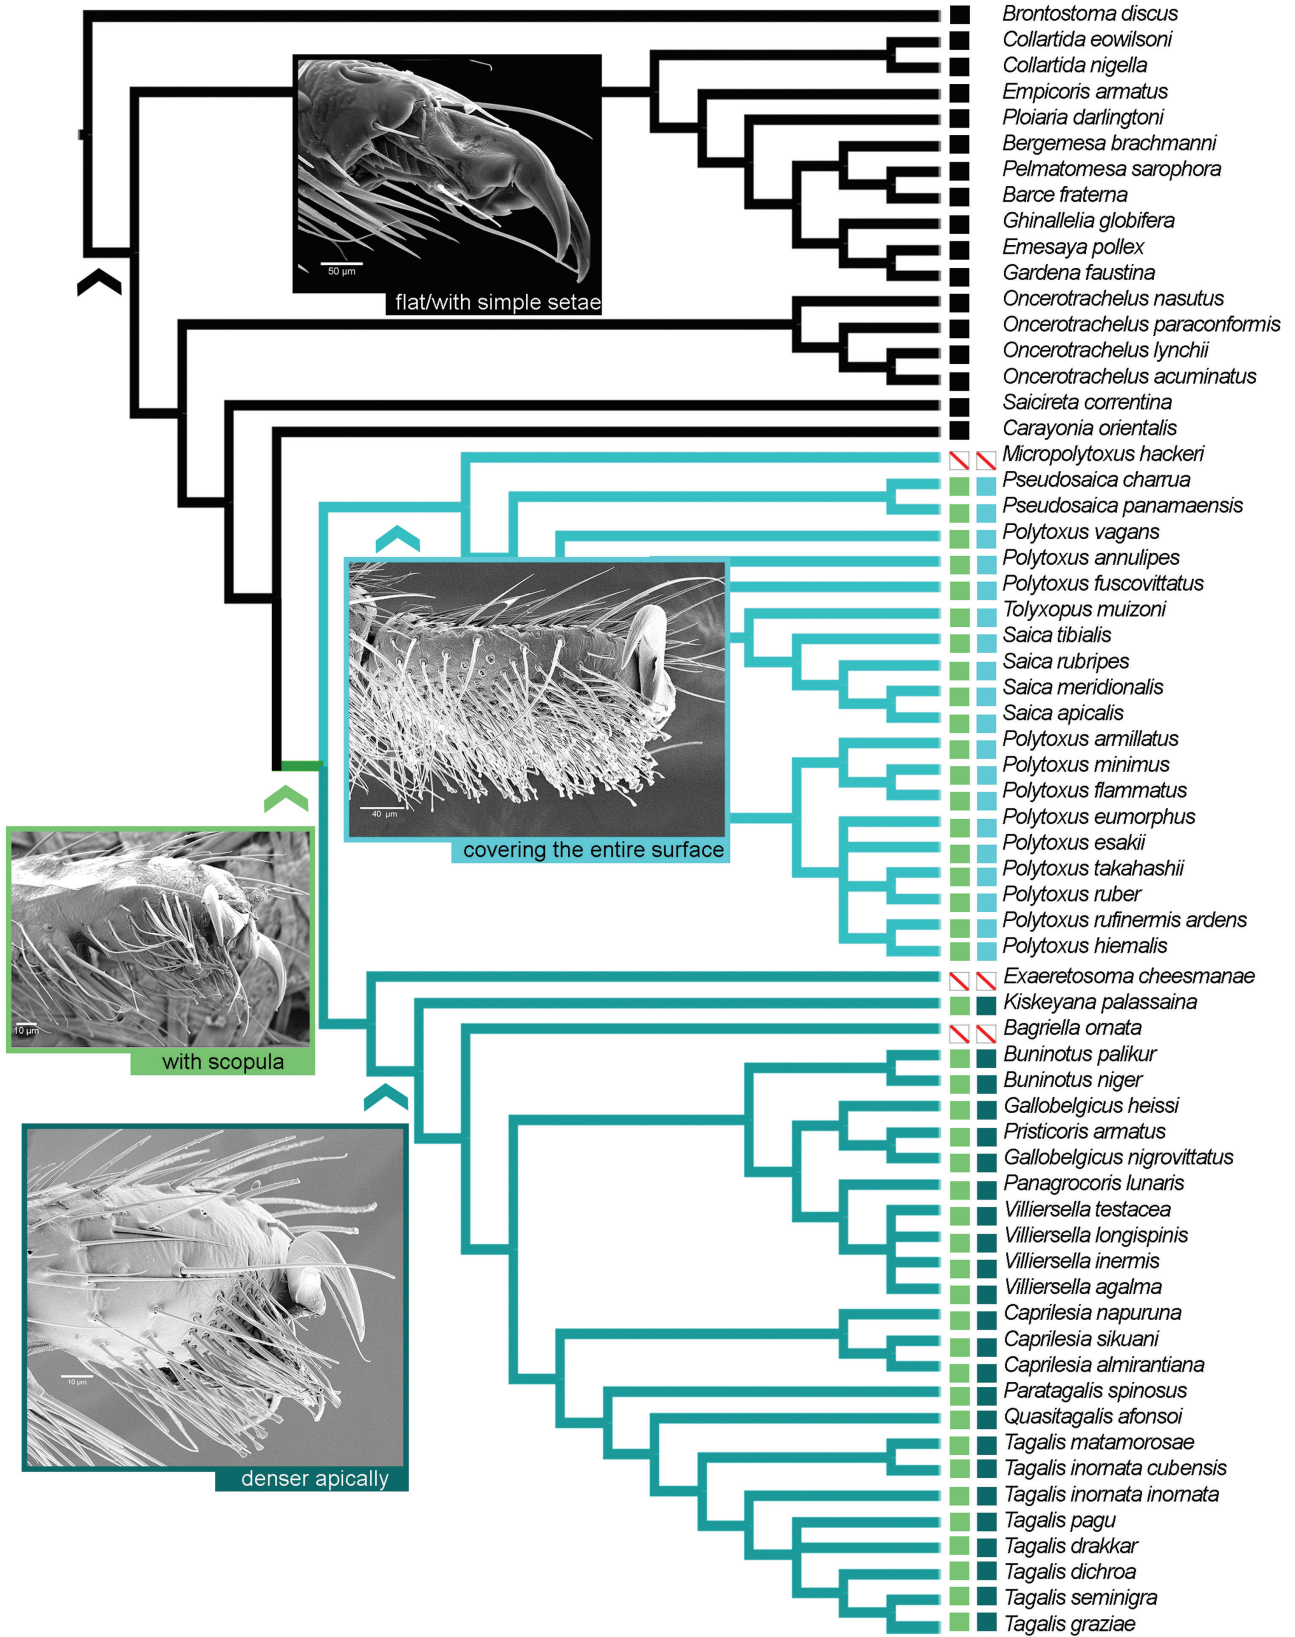 Brontostoma discus
Collartida eowilsoni
Collartida nigella
Empicoris armatus
Ploiaria darlingtoni
Bergemesa brachmanni
Pelmatomesa sarophora
Barce fraterna
Ghinallelia globifera
Emesaya pollex
Gardena faustina
50 µm
flat/with simple setae
Oncerotrachelus nasutus
Oncerotrachelus paraconformis
Oncerotrachelus lynchii
Oncerotrachelus acuminatus
Saicireta correntina
Carayonia orientalis
Micropolytoxus hackeri
Pseudosaica charrua
Pseudosaica panamaensis
Polytoxus vagans
Polytoxus annulipes
Polytoxus fuscovittatus
Tolyxopus muizoni
Saica tibialis
Saica rubripes
Saica meridionalis
Saica apicalis
Polytoxus armillatus
Polytoxus minimus
Polytoxus flammatus
40 µm
covering the entire surface
Polytoxus eumorphus
Polytoxus esakii
Polytoxus takahashii
Polytoxus ruber
Polytoxus rufinermis ardens
Polytoxus hiemalis
10 µm
with scopula
Exaeretosoma cheesmanae
Kiskeyana palassaina
Bagriella ornata
Buninotus palikur
Buninotus niger
Gallobelgicus heissi
Pristicoris armatus
Gallobelgicus nigrovittatus
Panagrocoris lunaris
Villiersella testacea
Villiersella longispinis
Villiersella inermis
Villiersella agalma
Caprilesia napuruna
Caprilesia sikuani
Caprilesia almirantiana
10 µm
denser apically
Paratagalis spinosus
Quasitagalis afonsoi
Tagalis matamorosae
Tagalis inornata cubensis
Tagalis inornata inornata
Tagalis pagu
Tagalis drakkar
Tagalis dichroa
Tagalis seminigra
Tagalis graziae